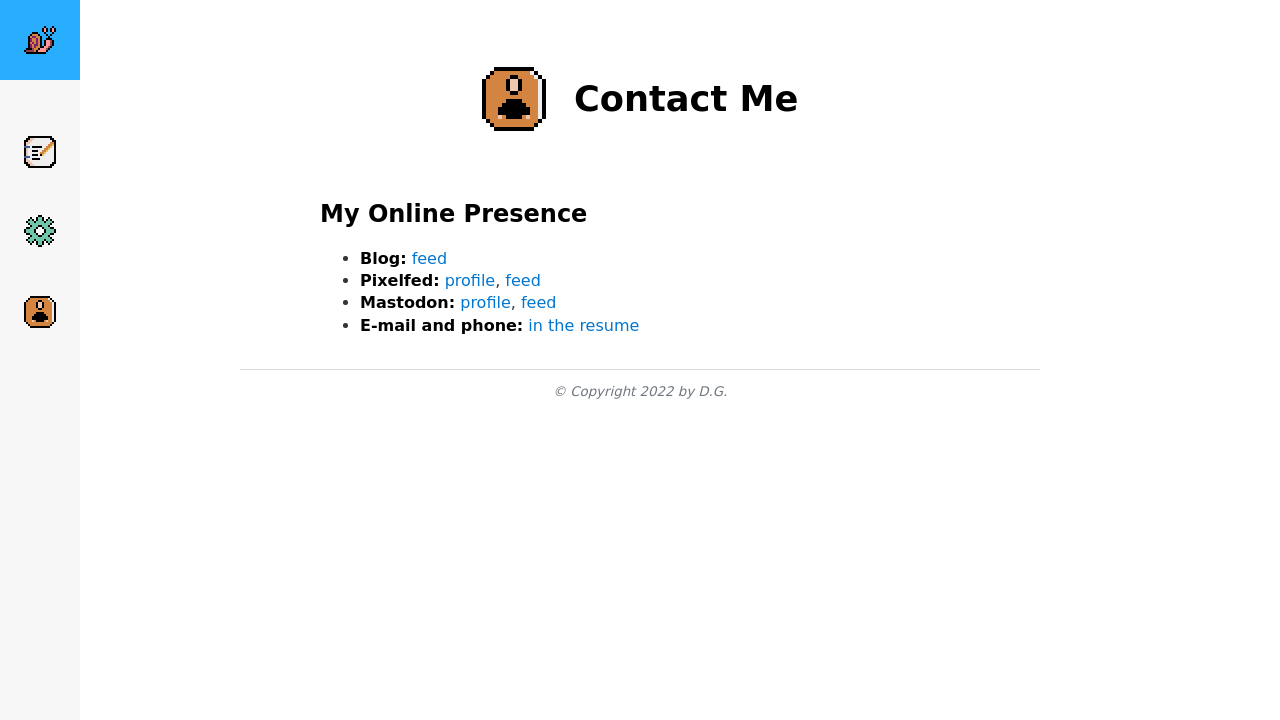 Contact Me
My Online Presence
Blog: feed
Pixelfed: profile, feed
Mastodon: profile, feed
E-mail and phone: in the resume
© Copyright 2022 by D.G.